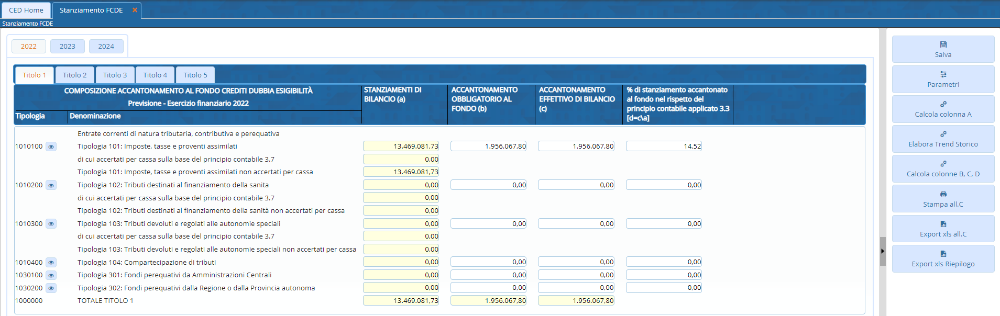 CED Home
Stanziamento FCDE
Stanziamento FCDE
2022 2023 2024
Titolo 1 Titolo 2 Titolo 3 Titolo 4 Titolo 5
COMPOSIZIONE ACCANTONAMENTO AL FONDO CREDITI DUBBIA ESIGIBILITÀ
Previsione - Esercizio finanziario 2022
Tipologia Denominazione
STANZIAMENTI DI
BILANCIO (a)
ACCANTONAMENTO
OBBLIGATORIO AL
FONDO (b)
ACCANTONAMENTO
EFFETTIVO DI BILANCIO
(c)
% di stanziamento accantonato
al fondo nel rispetto del
principio contabile applicato 3.3
[d=c\a]
Entrate correnti di natura tributaria, contributiva e perequativa
1010100 Tipologia 101: Imposte, tasse e proventi assimilati 13.469.081,73 1.956.067,80 1.956.067,80 14,52
di cui accertati per cassa sulla base del principio contabile 3.7 0,00
Tipologia 101: Imposte, tasse e proventi assimilati non accertati per cassa 13.469.081,73
1010200 Tipologia 102: Tributi destinati al finanziamento della sanita 0,00 0,00 0,00 0,00
di cui accertati per cassa sulla base del principio contabile 3.7 0,00
Tipologia 102: Tributi destinati al finanziamento della sanità non accertati per cassa 0,00
1010300 Tipologia 103: Tributi devoluti e regolati alle autonomie speciali 0,00 0,00 0,00 0,00
di cui accertati per cassa sulla base del principio contabile 3.7 0,00
Tipologia 103: Tributi devoluti e regolati alle autonomie speciali non accertati per cassa 0,00
1010400 Tipologia 104: Compartecipazione di tributi 0,00 0,00 0,00 0,00
1030100 Tipologia 301: Fondi perequativi da Amministrazioni Centrali 0,00 0,00 0,00 0,00
1030200 Tipologia 302: Fondi perequativi dalla Regione o dalla Provincia autonoma 0,00 0,00 0,00 0,00
1000000 TOTALE TITOLO 1 13.469.081,73 1.956.067,80 1.956.067,80
Salva
Parametri
Calcola colonna A
Elabora Trend Storico
Calcola colonne B, C, D
Stampa all.C
Export xls all.C
Export xls Riepilogo